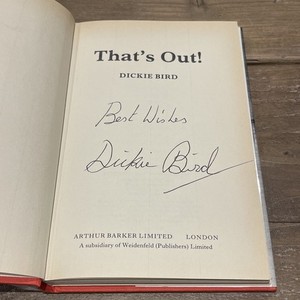 That's Out!
DICKIE BIRD
Best Wishes
Dickie Bird
ARTHUR BARKER LIMITED LONDON
A subsidiary of Weidenfeld (Publishers) Limited